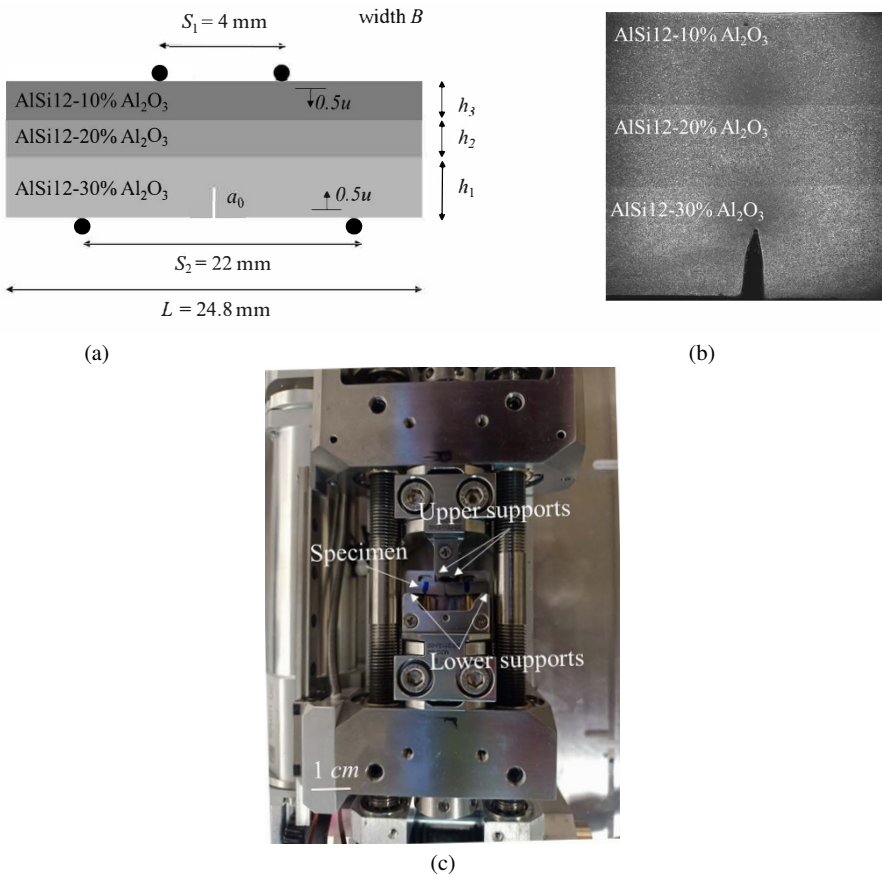 S₁ = 4 mm
width B
AlSi12-10% Al₂O₃
0.5u
h₃
AlSi12-20% Al₂O₃
h₂
AlSi12-30% Al₂O₃
a₀
0.5u
h₁
S₂ = 22 mm
L = 24.8 mm
(a)
AlSi12-10% Al₂O₃
AlSi12-20% Al₂O₃
AlSi12-30% Al₂O₃
(b)
Upper supports
Specimen
Lower supports
1 cm
(c)